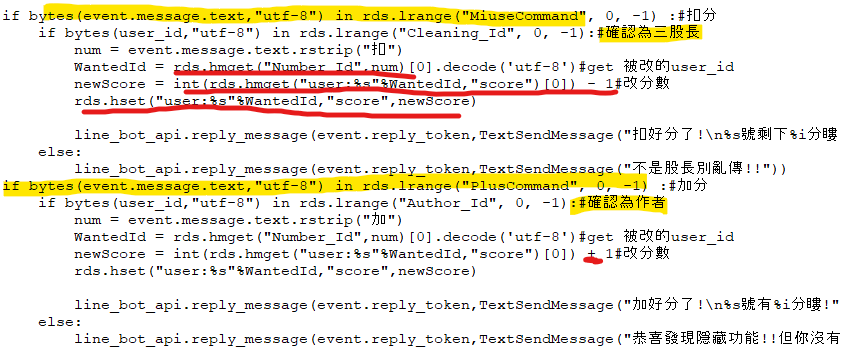 if bytes(event.message.text,"utf-8") in rds.lrange("MiuseCommand", 0, -1) :#扣分
if bytes(user_id,"utf-8") in rds.lrange("Cleaning_Id", 0, -1):#確認為三股長
num = event.message.text.rstrip("扣")
WantedId = rds.hmget("Number_Id",num)[0].decode('utf-8')#get 被改的user_id
newScore = int(rds.hmget("user:%s"%WantedId,"score")[0]) - 1#改分數
rds.hset("user:%s"%WantedId,"score",newScore)
line_bot_api.reply_message(event.reply_token,TextSendMessage("扣好分了!\n%s號剩下%i分嘍
else:
line_bot_api.reply_message(event.reply_token,TextSendMessage("不是股長別亂傳!!"))
if bytes(event.message.text,"utf-8") in rds.lrange("PlusCommand", 0, -1) :#加分
if bytes(user_id,"utf-8") in rds.lrange("Author_Id", 0, -1):#確認為作者
num = event.message.text.rstrip("加")
WantedId = rds.hmget("Number_Id",num)[0].decode('utf-8')#get 被改的user_id
newScore = int(rds.hmget("user:%s"%WantedId,"score")[0]) + 1#改分數
rds.hset("user:%s"%WantedId,"score",newScore)
line_bot_api.reply_message(event.reply_token,TextSendMessage("加好分了!\n%s號有%i分嘍!"
else:
line_bot_api.reply_message(event.reply_token,TextSendMessage("恭喜發現隱藏功能!!但你沒有